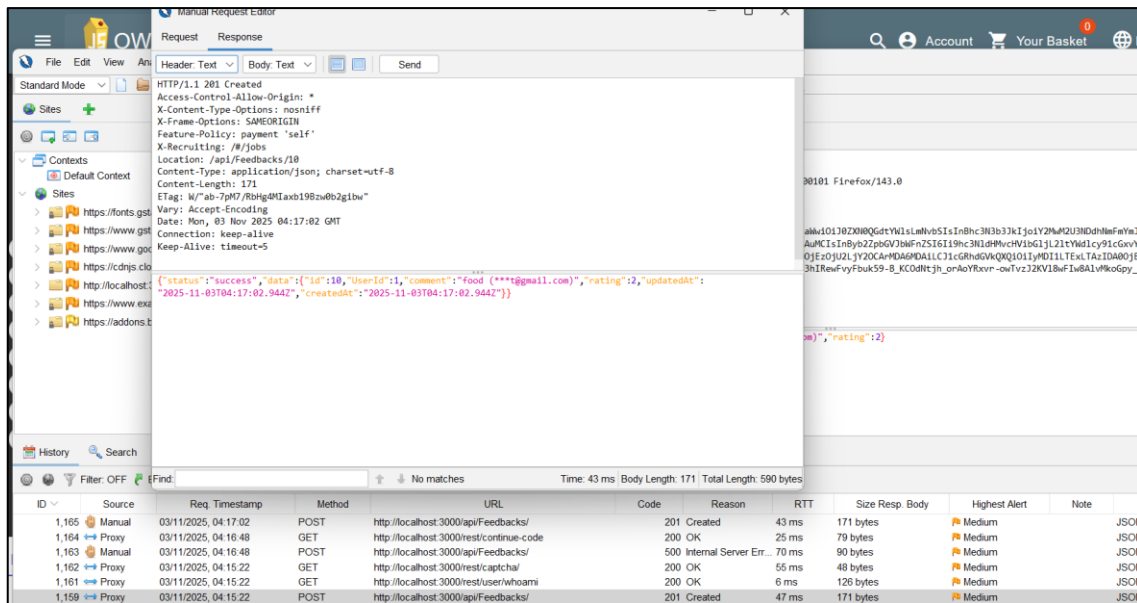 Manual Request Editor
OW
0
Account
Your Basket
Request
Response
File Edit View
Header: Text
Body: Text
Send
Standard Mode
Sites
HTTP/1.1 201 Created
Access-Control-Allow-Origin: *
X-Content-Type-Options: nosniff
X-Frame-Options: SAMEORIGIN
Feature-Policy: payment 'self'
X-Recruiting: /#/jobs
Location: /api/Feedbacks/10
Content-Type: application/json; charset=utf-8
Content-Length: 171
Vary: Accept-Encoding
Date: Mon, 03 Nov 2025 04:17:02 GMT
Connection: keep-alive
Keep-Alive: timeout=5
Firefox/143.0
Contexts
Default Context
Sites
https://fonts.gst
https://www.gst
https://www.goo
https://cdnjs.clo
http://localhost:3
https://www.exa
https://addons.b
{"status":"success","data":{"id":10,"UserId":1,"comment":"food (***t@gmail.com)","rating":2,"updatedAt":
"2025-11-03T04:17:02.944Z","createdAt":"2025-11-03T04:17:02.944Z"}}
om)","rating":2}
History
Search
Filter: OFF
Find:
No matches
Time: 43 ms Body Length: 171 Total Length: 590 bytes
ID Source Req. Timestamp Method URL Code Reason RTT Size Resp. Body Highest Alert Note
1,165 Manual 03/11/2025, 04:17:02 POST http://localhost:3000/api/Feedbacks/ 201 Created 43 ms 171 bytes Medium JSO
1,164 Proxy 03/11/2025, 04:16:48 GET http://localhost:3000/rest/continue-code 200 OK 25 ms 79 bytes Medium JSO
1,163 Manual 03/11/2025, 04:16:48 POST http://localhost:3000/api/Feedbacks/ 500 Internal Server Err... 70 ms 90 bytes Medium JSO
1,162 Proxy 03/11/2025, 04:15:22 GET http://localhost:3000/rest/captcha/ 200 OK 55 ms 48 bytes Medium JSO
1,161 Proxy 03/11/2025, 04:15:22 GET http://localhost:3000/rest/user/whoami 200 OK 6 ms 126 bytes Medium JSO
1,159 Proxy 03/11/2025, 04:15:22 POST http://localhost:3000/api/Feedbacks/ 201 Created 47 ms 171 bytes Medium JSO